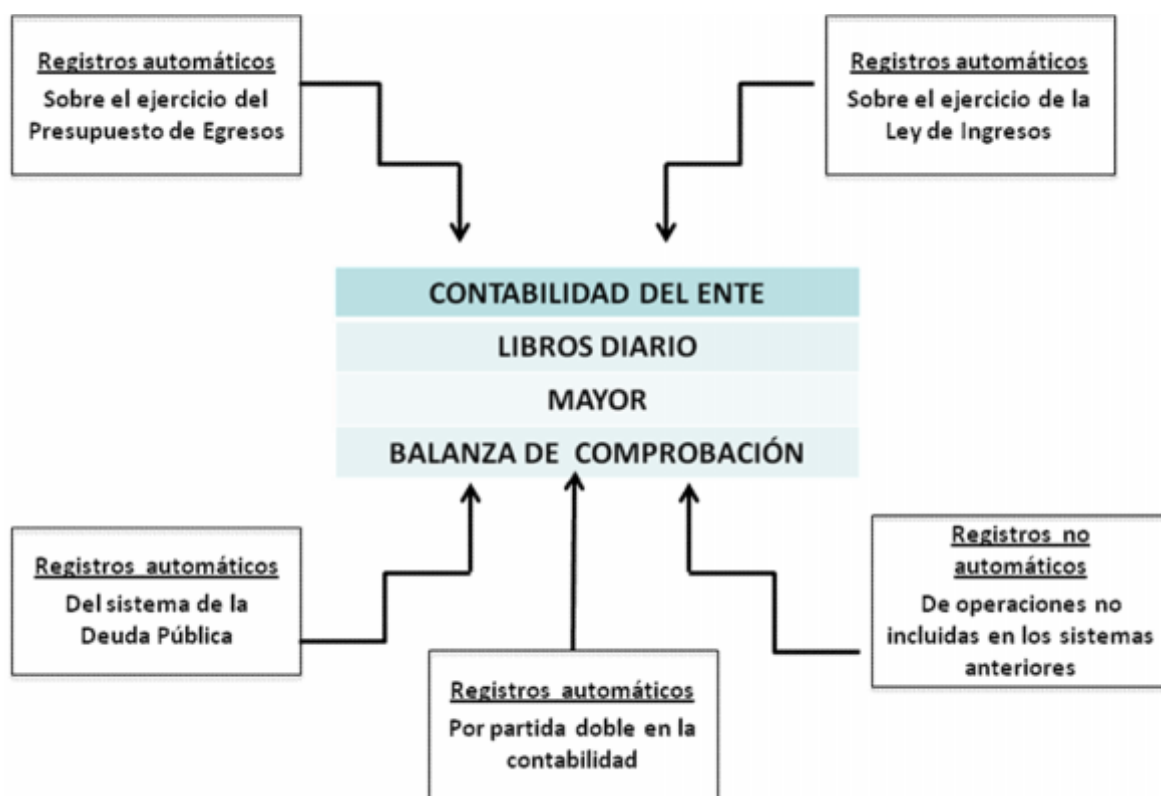 Registros automáticos
Sobre el ejercicio del
Presupuesto de Egresos
Registros automáticos
Sobre el ejercicio de la
Ley de Ingresos
CONTABILIDAD DEL ENTE
LIBROS DIARIO
MAYOR
BALANZA DE COMPROBACIÓN
Registros automáticos
Del sistema de la
Deuda Pública
Registros automáticos
Por partida doble en la
contabilidad
Registros no
automáticos
De operaciones no
incluidas en los sistemas
anteriores